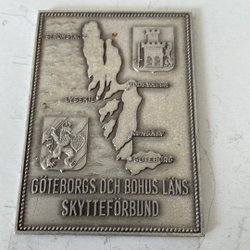 STRÖMSTAD
UDDEVALLA
LYSEKIL
KUNGÄLV
GÖTEBORG
GÖTEBORGS OCH BOHUS LÄNS
SKYTTEFÖRBUND